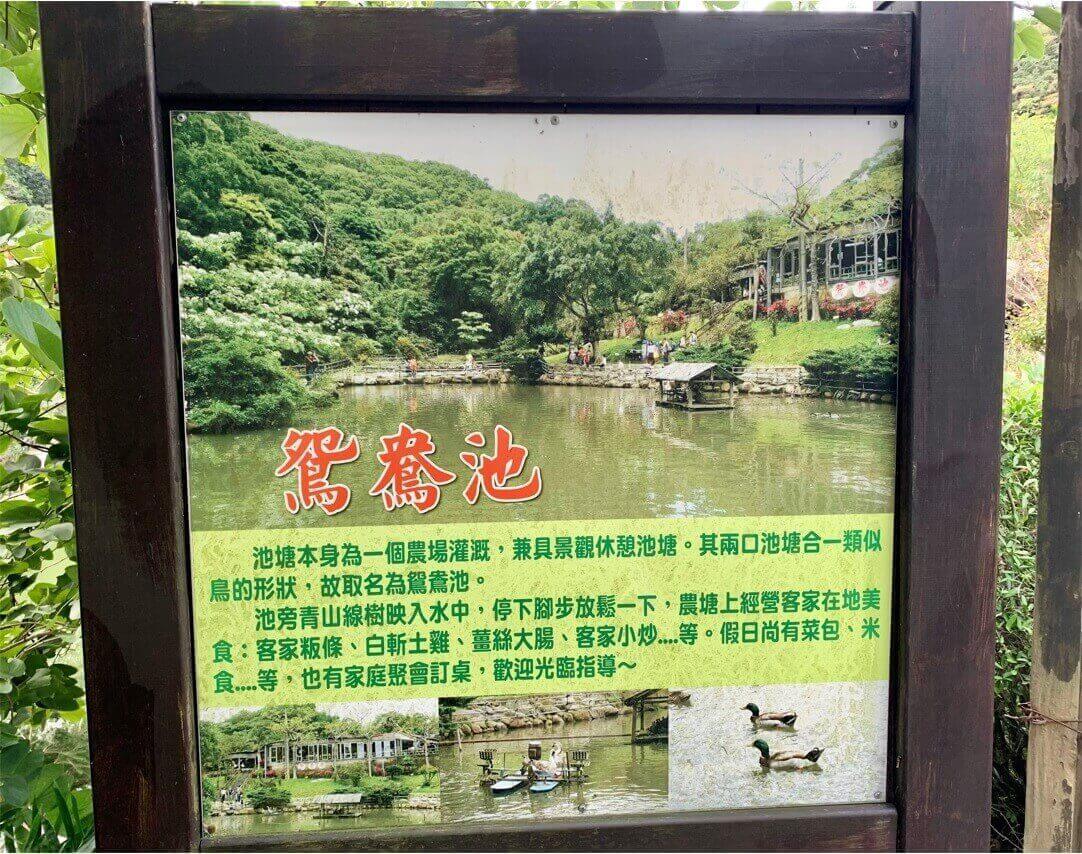 鴛鴦池
池塘本身為一個農場灌溉，兼具景觀休憩池塘。其兩口池塘合一類似
鳥的形狀，故取名為鴛鴦池。
池旁青山線樹映入水中，停下腳步放鬆一下，農塘上經營客家在地美
食：客家粄條、白斬土雞、薑絲大腸、客家小炒....等。假日尚有菜包、米
食....等，也有家庭聚會訂桌，歡迎光臨指導～